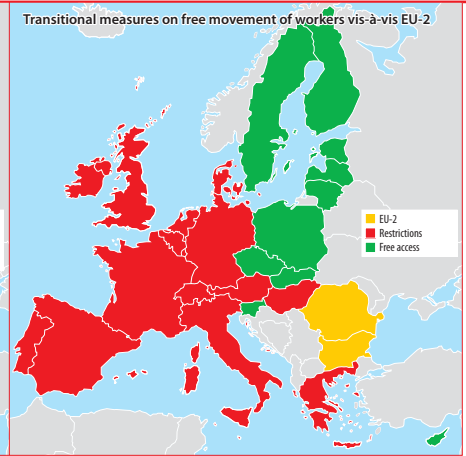 Transitional measures on free movement of workers vis-à-vis EU-2
EU-2
Restrictions
Free access